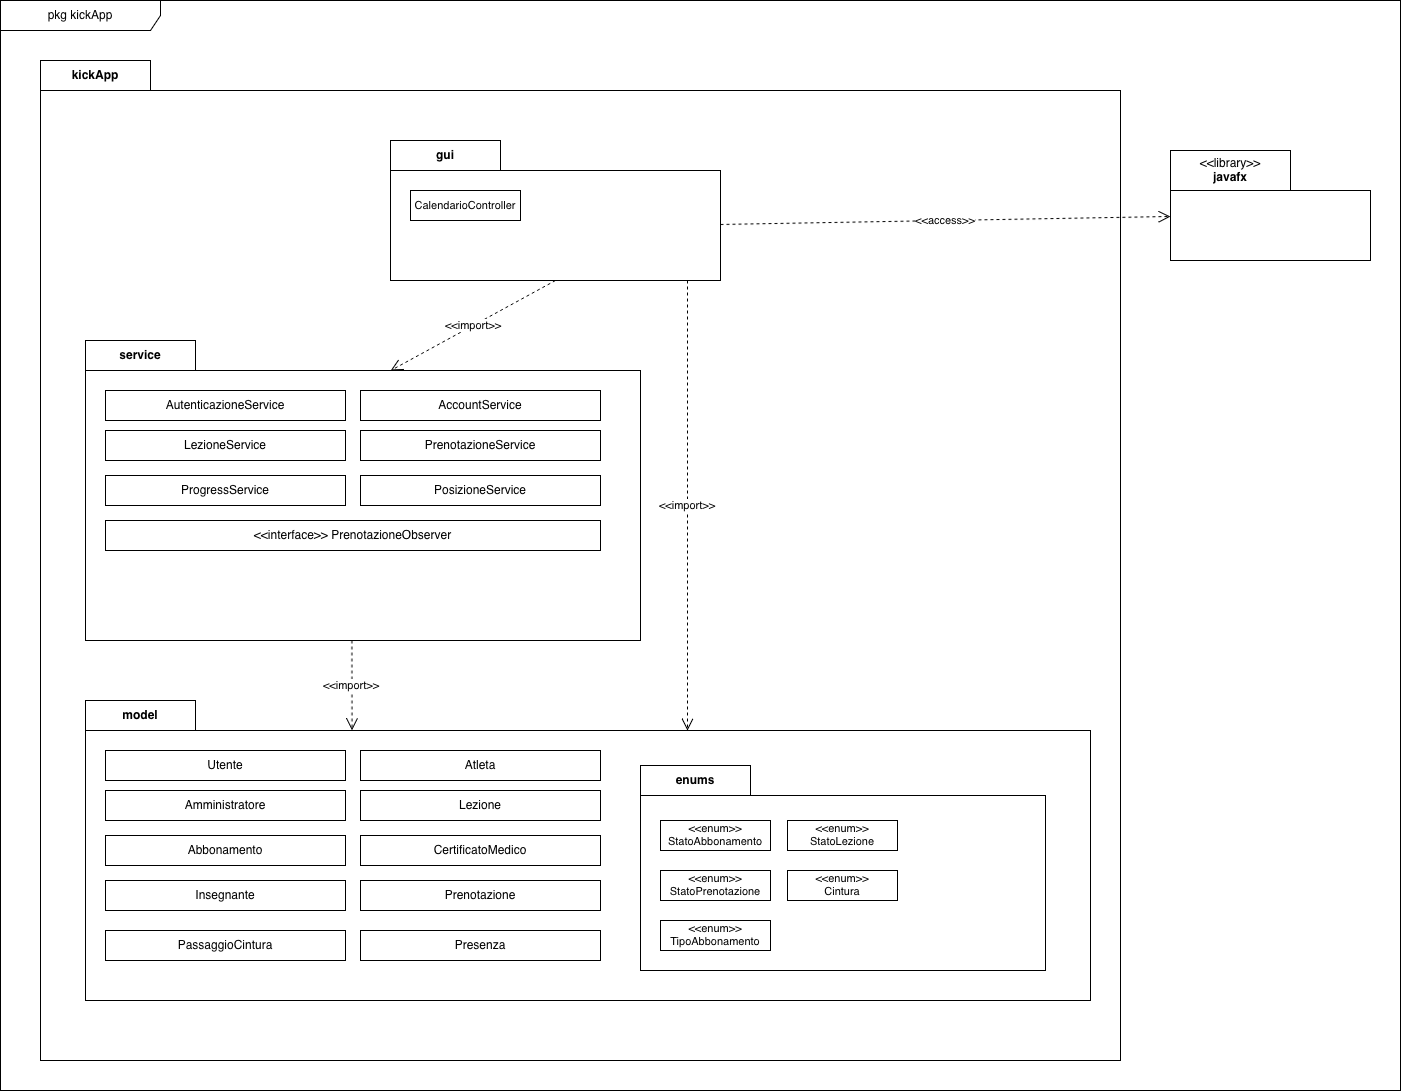 pkg kickApp
kickApp
gui
CalendarioController
<<library>>
javafx
<<access>>
<<import>>
service
AutenticazioneService
AccountService
LezioneService
PrenotazioneService
ProgressService
PosizioneService
<<import>>
<<interface>> PrenotazioneObserver
<<import>>
model
Utente
Atleta
enums
Amministratore
Lezione
<<enum>>
StatoAbbonamento
<<enum>>
StatoLezione
Abbonamento
CertificatoMedico
<<enum>>
StatoPrenotazione
<<enum>>
Cintura
Insegnante
Prenotazione
<<enum>>
TipoAbbonamento
PassaggioCintura
Presenza